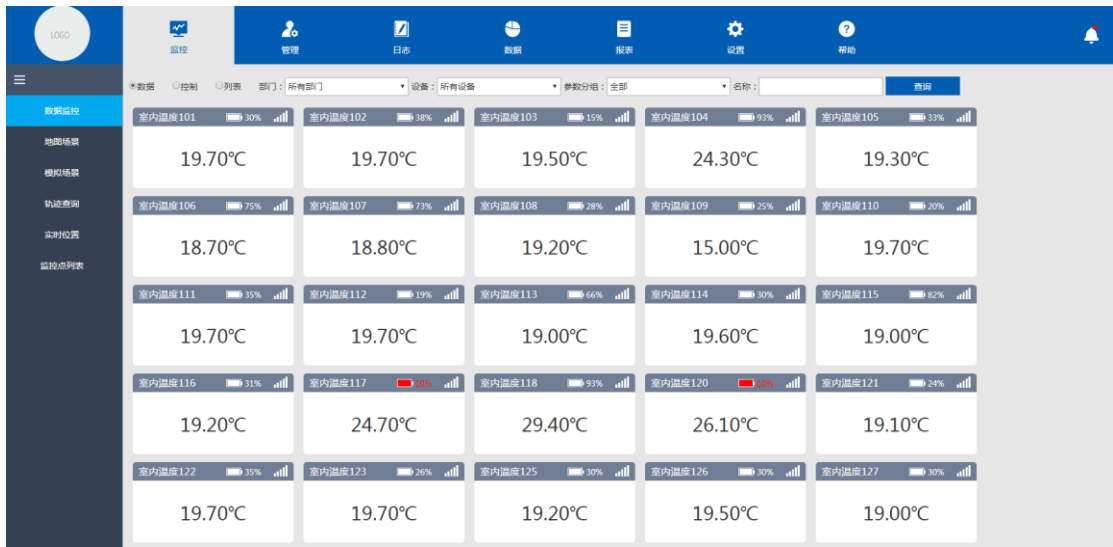 LOGO
监控 管理 日志 数据 报表 设置 帮助
数据 控制 列表 部门：所有部门 设备：所有设备 参数分组：全部 名称： 查询
数据监控
地图场景
模拟场景
轨迹查询
实时位置
监控点列表
室内温度101 30% 室内温度102 38% 室内温度103 15% 室内温度104 93% 室内温度105 33%
19.70℃ 19.70℃ 19.50℃ 24.30℃ 19.30℃
室内温度106 75% 室内温度107 73% 室内温度108 28% 室内温度109 25% 室内温度110 20%
18.70℃ 18.80℃ 19.20℃ 15.00℃ 19.70℃
室内温度111 35% 室内温度112 19% 室内温度113 66% 室内温度114 30% 室内温度115 82%
19.70℃ 19.70℃ 19.00℃ 19.60℃ 19.00℃
室内温度116 31% 室内温度117 10% 室内温度118 93% 室内温度120 10% 室内温度121 24%
19.20℃ 24.70℃ 29.40℃ 26.10℃ 19.10℃
室内温度122 35% 室内温度123 26% 室内温度125 30% 室内温度126 30% 室内温度127 30%
19.70℃ 19.70℃ 19.20℃ 19.50℃ 19.00℃